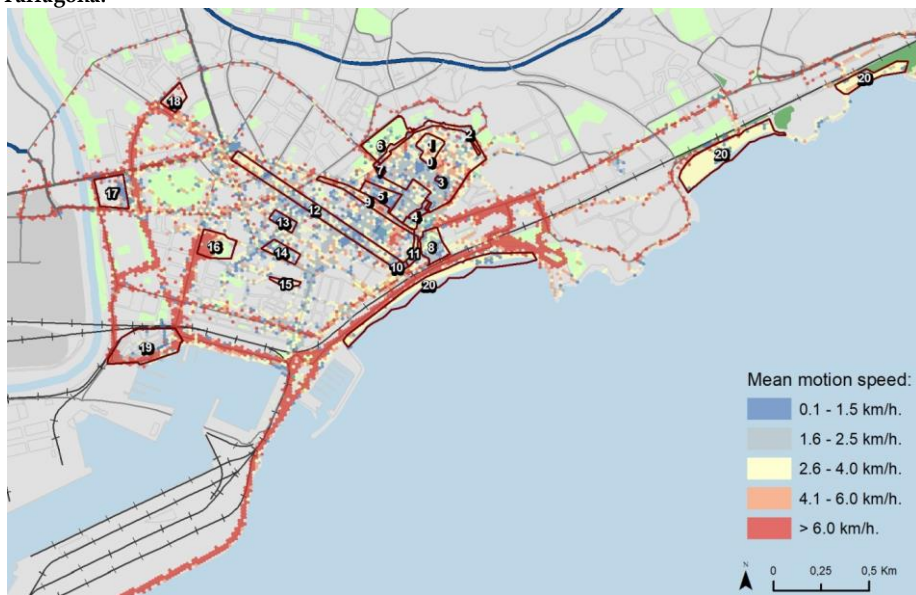 Tarragona.
18
6
2
1
0
7
3
17
5
9
12
4
13
8
16
14
11
10
15
20
20
20
19
Mean motion speed:
0.1 - 1.5 km/h.
1.6 - 2.5 km/h.
2.6 - 4.0 km/h.
4.1 - 6.0 km/h.
> 6.0 km/h.
N
0 0,25 0,5 Km